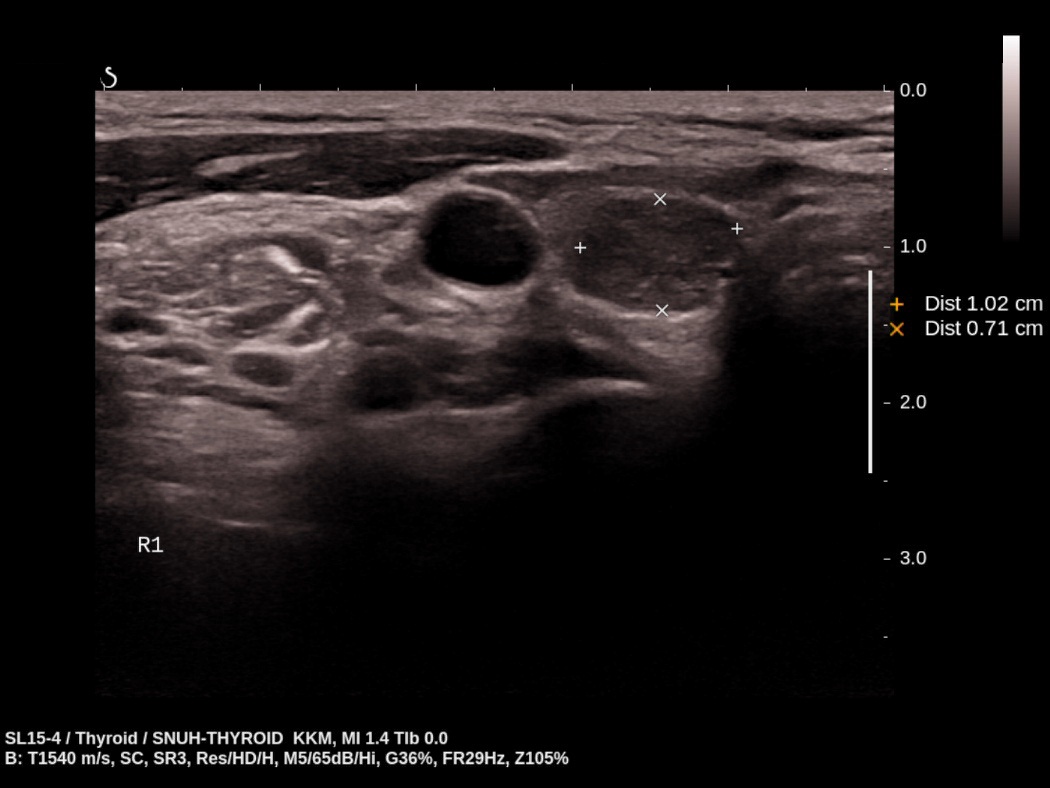 S
0.0
1.0
+ Dist 1.02 cm
× Dist 0.71 cm
2.0
R1
3.0
SL15-4 / Thyroid / SNUH-THYROID KKM, MI 1.4 TIb 0.0
B: T1540 m/s, SC, SR3, Res/HD/H, M5/65dB/Hi, G36%, FR29Hz, Z105%